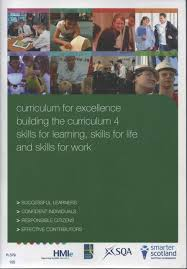 curriculum for excellence
building the curriculum 4
skills for learning, skills for life
and skills for work
> SUCCESSFUL LEARNERS
> CONFIDENT INDIVIDUALS
> RESPONSIBLE CITIZENS
> EFFECTIVE CONTRIBUTORS
HMIe
SQA
smarter
scotland